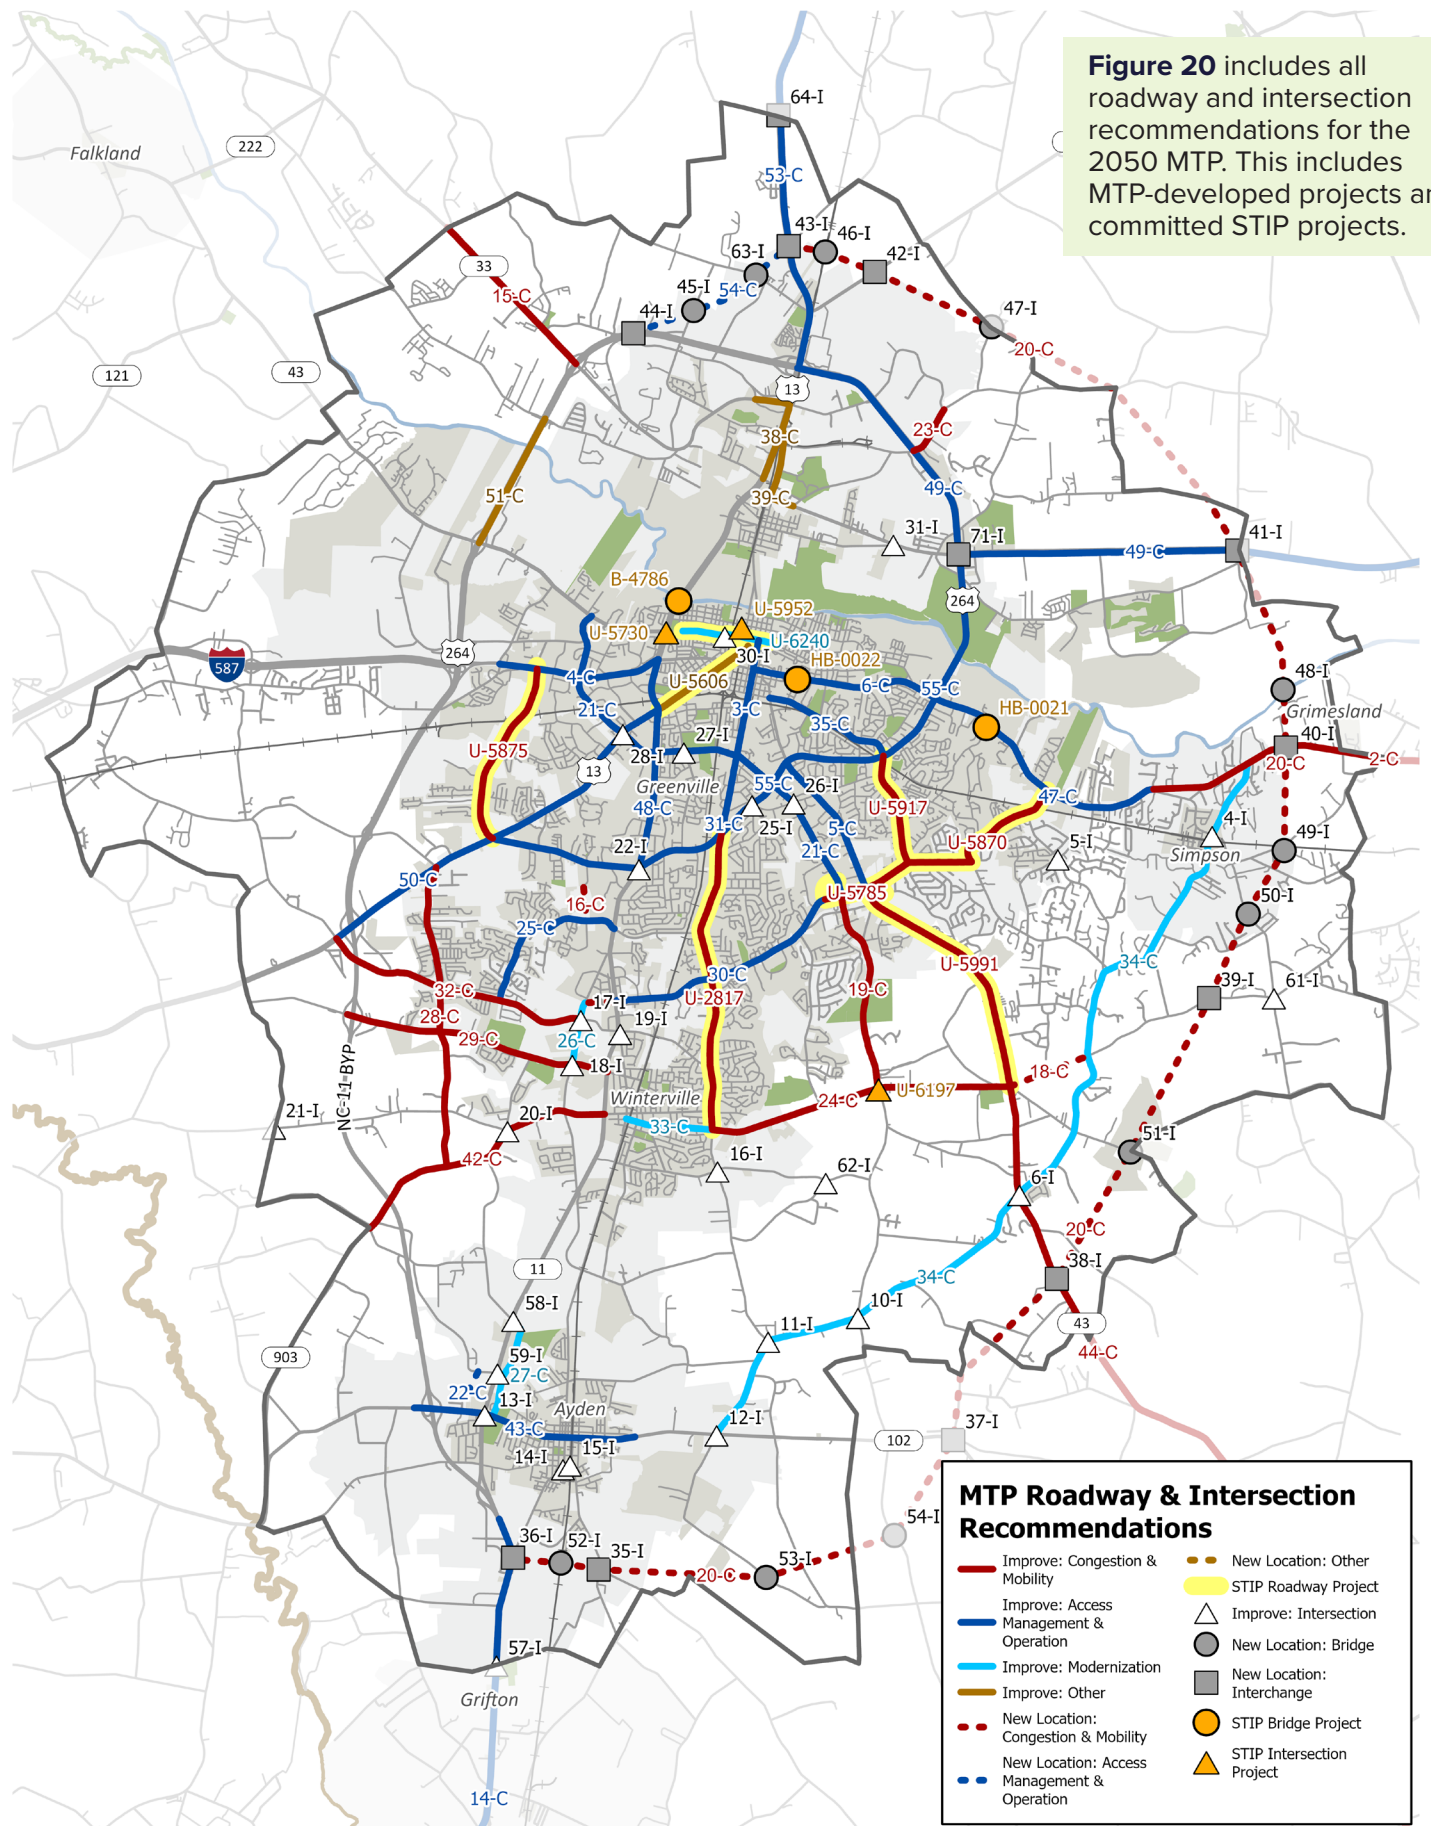 Figure 20 includes all
roadway and intersection
recommendations for the
2050 MTP. This includes
MTP-developed projects
committed STIP projects.
64-I
Falkland
222
53-C
43-I
46-I
63-I
42-I
33
15-C
45-I
54-C
44-I
47-I
20-C
121
43
13
38-C
23-C
51-C
39-C
49-C
31-I
71-I
49-C
41-I
B-4786
U-5952
264
U-5730
U-6240
264
587
30-I
HB-0022
4-C
U-5606
6-C
55-C
48-I
21-C
3-C
35-C
HB-0021
Grimesland
27-I
40-I
U-5875
28-I
20-C
2-C
13
Greenville
55-C
26-I
47-C
48-C
U-5917
31-C
25-I
5-C
4-I
22-I
21-C
U-5870
5-I
49-I
Simpson
50-C
16-C
U-5785
50-I
25-C
34-C
30-C
U-5991
32-C
17-I
U-2817
19-C
39-I
61-I
28-C
19-I
29-C
26-C
18-I
18-C
NC-11-BYP
Winterville
U-6197
21-I
20-I
24-C
33-C
51-I
42-C
16-I
62-I
6-I
20-C
38-I
11
34-C
58-I
10-I
11-I
43
903
59-I
44-C
27-C
22-C
13-I
Ayden
43-C
12-I
37-I
102
14-I
15-I
36-I
52-I
35-I
53-I
54-I
20-C
57-I
Grifton
14-C
MTP Roadway & Intersection
Recommendations
Improve: Congestion &
Mobility
Improve: Access
Management &
Operation
Improve: Modernization
Improve: Other
New Location:
Congestion & Mobility
New Location: Access
Management &
Operation
New Location: Other
STIP Roadway Project
Improve: Intersection
New Location: Bridge
New Location:
Interchange
STIP Bridge Project
STIP Intersection
Project